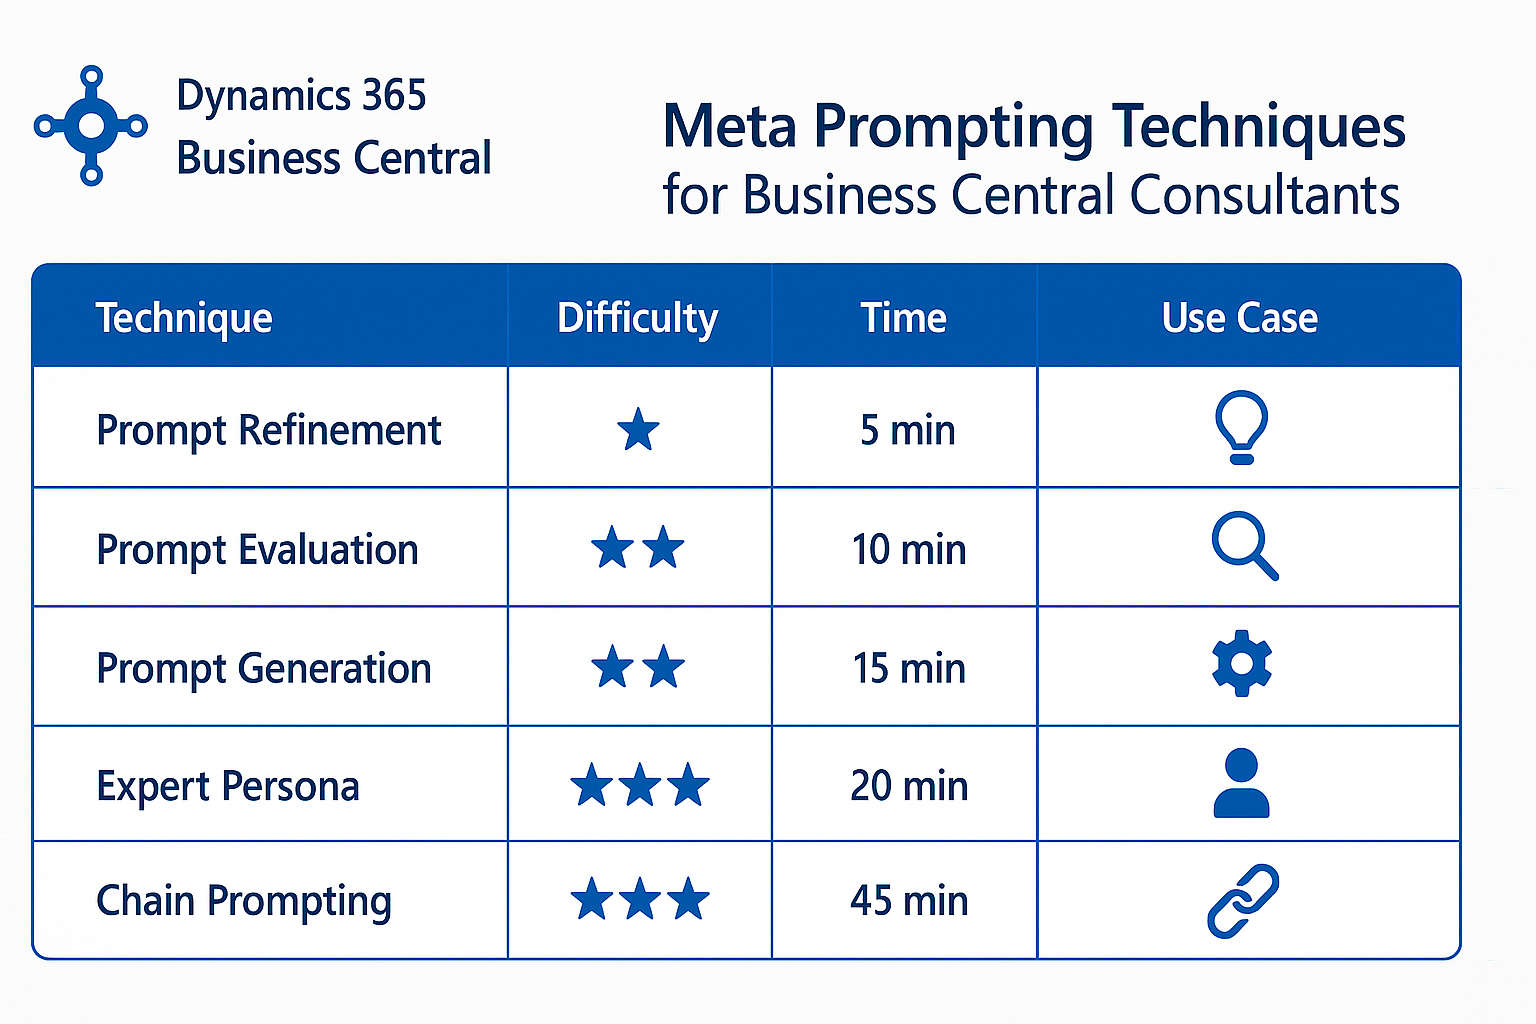 Dynamics 365
Business Central
Meta Prompting Techniques
for Business Central Consultants
Technique Difficulty Time Use Case
Prompt Refinement 5 min
Prompt Evaluation 10 min
Prompt Generation 15 min
Expert Persona 20 min
Chain Prompting 45 min